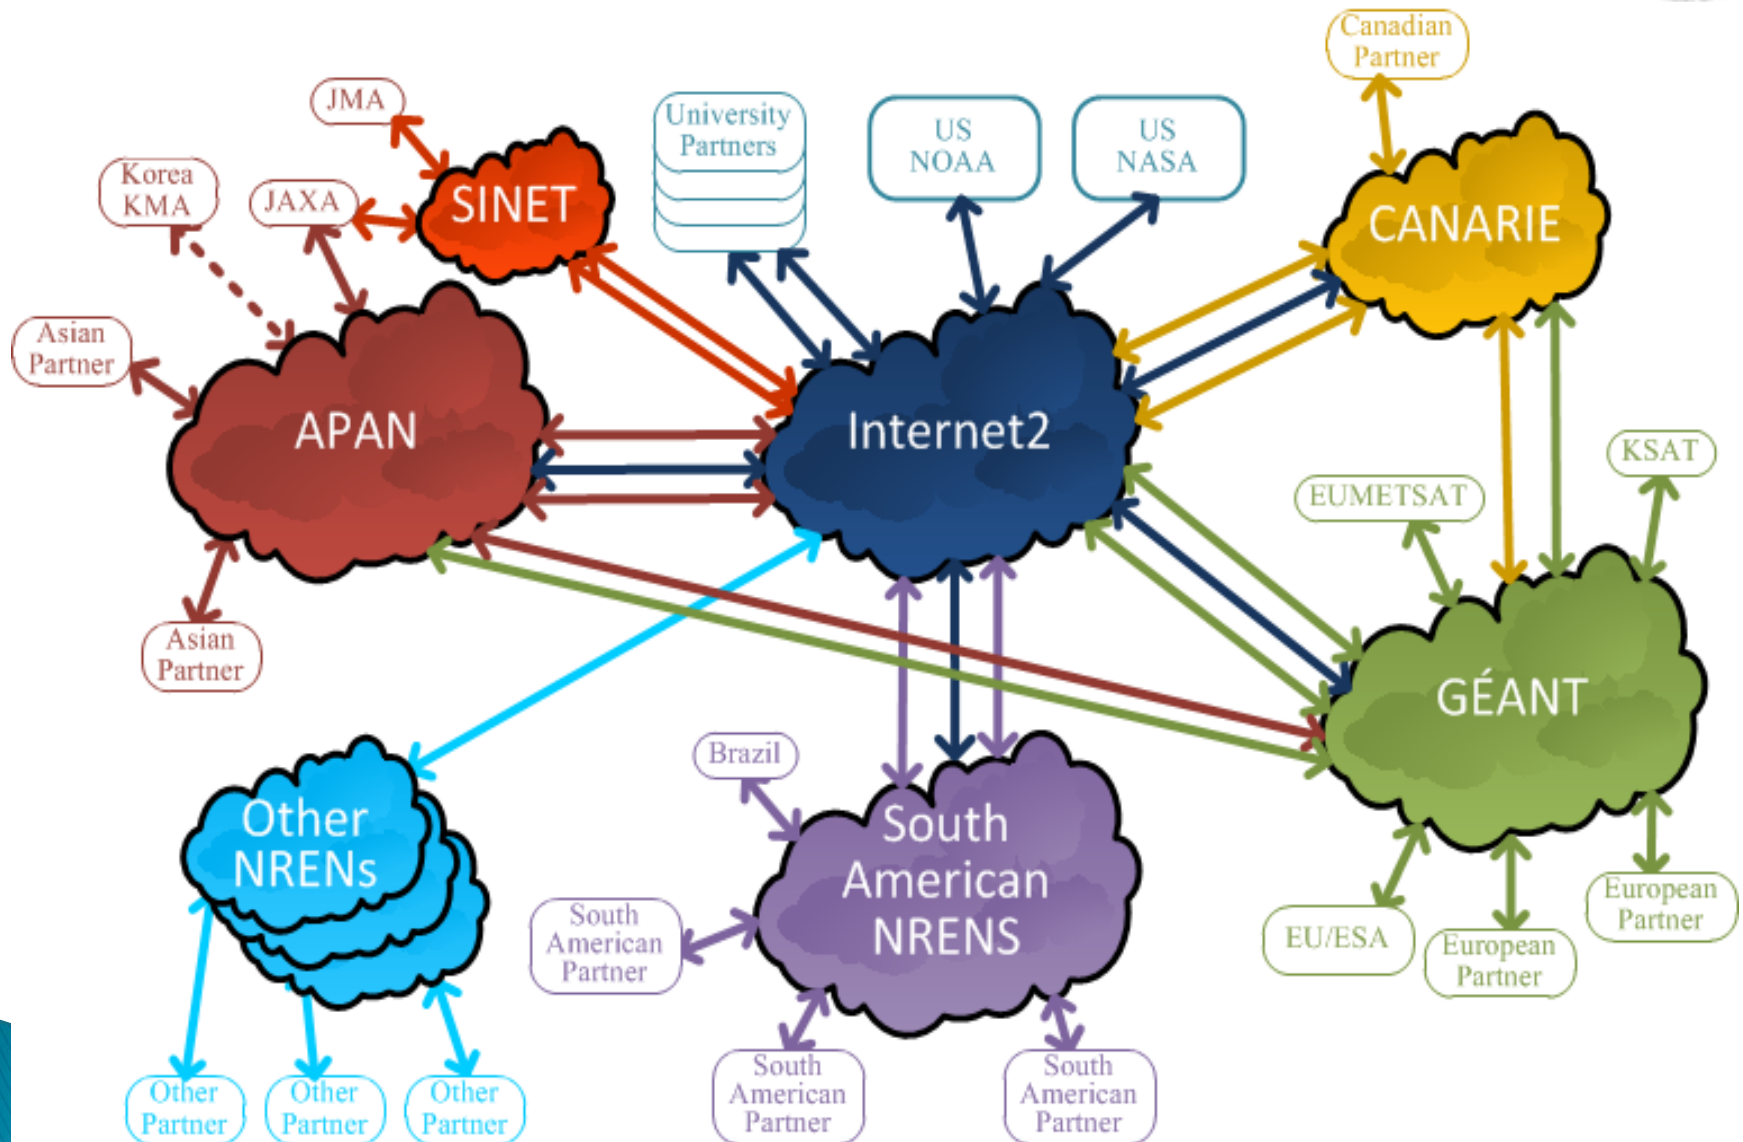 Canadian
Partner
JMA
University
Partners
US
NOAA
US
NASA
Korea
KMA
JAXA
SINET
CANARIE
Asian
Partner
APAN
Internet2
KSAT
EUMETSAT
Asian
Partner
GÉANT
Brazil
Other
NRENs
South
American
NRENS
South
American
Partner
EU/ESA
European
Partner
European
Partner
Other
Partner
Other
Partner
Other
Partner
South
American
Partner
South
American
Partner